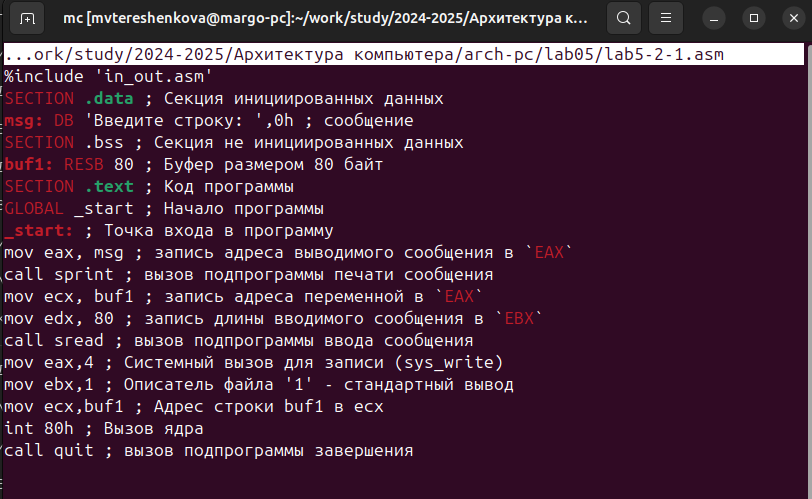 mc [mvtereshenkova@margo-pc]:~/work/study/2024-2025/Архитектура к...
...ork/study/2024-2025/Архитектура компьютера/arch-pc/lab05/lab5-2-1.asm
%include 'in_out.asm'
SECTION .data ; Секция инициированных данных
msg: DB 'Введите строку: ',0h ; сообщение
SECTION .bss ; Секция не инициированных данных
buf1: RESB 80 ; Буфер размером 80 байт
SECTION .text ; Код программы
GLOBAL _start ; Начало программы
_start: ; Точка входа в программу
mov eax, msg ; запись адреса выводимого сообщения в `EAX`
call sprint ; вызов подпрограммы печати сообщения
mov ecx, buf1 ; запись адреса переменной в `EAX`
mov edx, 80 ; запись длины вводимого сообщения в `EBX`
call sread ; вызов подпрограммы ввода сообщения
mov eax,4 ; Системный вызов для записи (sys_write)
mov ebx,1 ; Описатель файла '1' - стандартный вывод
mov ecx,buf1 ; Адрес строки buf1 в ecx
int 80h ; Вызов ядра
call quit ; вызов подпрограммы завершения